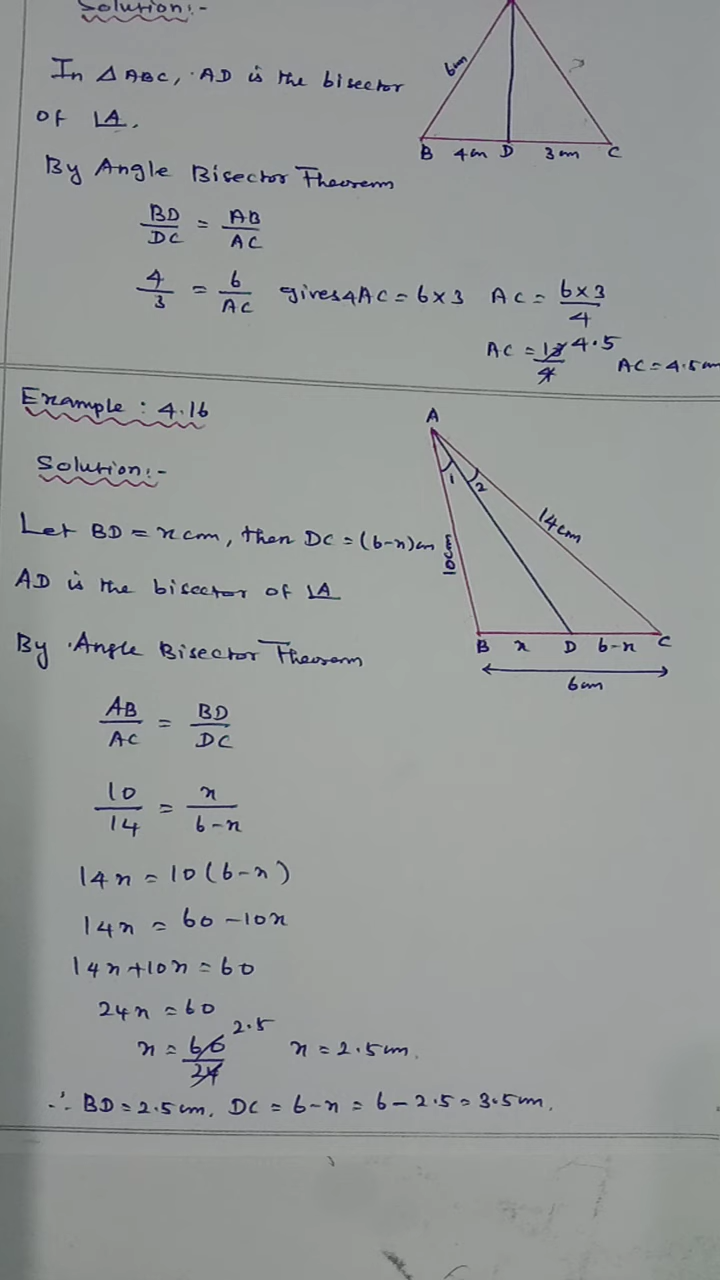 Solution:-
In △ABC, AD is the bisector
of ∠A.
6cm
B 4cm D 3cm C
By Angle Bisector Theorem
BD/DC = AB/AC
4/3 = 6/AC gives 4AC = 6×3 AC = 6×3/4
AC = 18/4 4.5 AC = 4.5cm
Example : 4.16
Solution:-
A
1 2
10cm 14cm
B x D 6-x C
6cm
Let BD = x cm, then DC = (6-x)cm
AD is the bisector of ∠A
By Angle Bisector Theorem
AB/AC = BD/DC
10/14 = x/6-x
14x = 10(6-x)
14x = 60-10x
14x+10x = 60
24x = 60
x = 60/24 2.5 x = 2.5cm.
∴ BD = 2.5cm. DC = 6-x = 6-2.5 = 3.5cm.